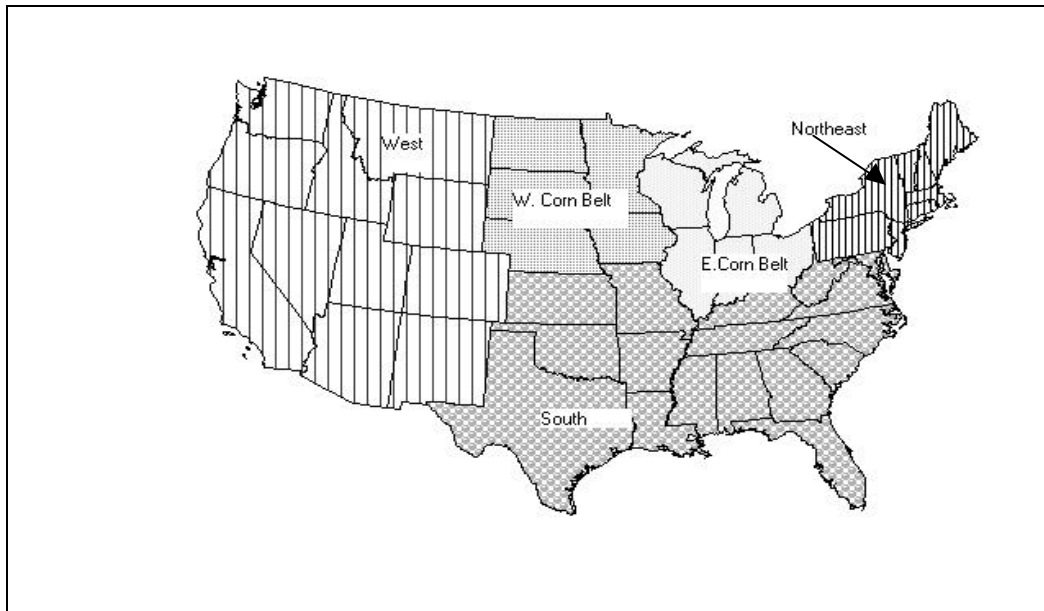 Northeast
West
W. Corn Belt
E.Corn Belt
South